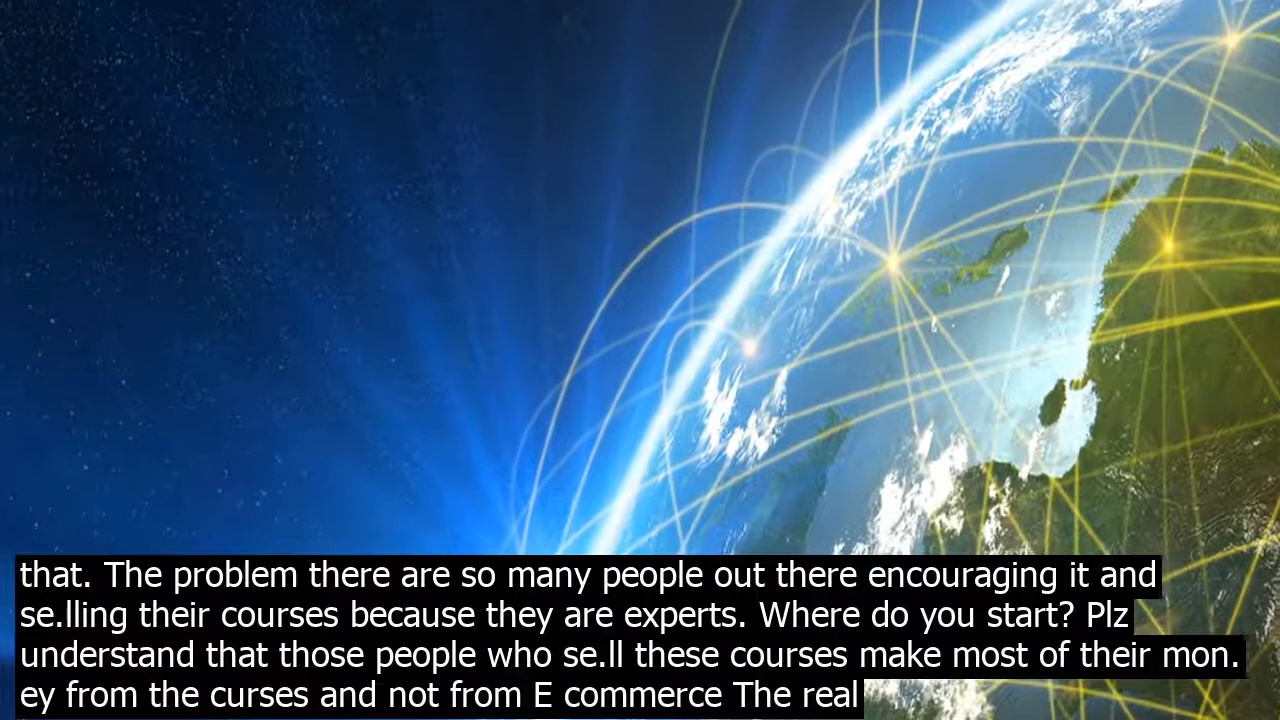 that. The problem there are so many people out there encouraging it and
se.lling their courses because they are experts. Where do you start? Plz
understand that those people who se.ll these courses make most of their mon.
ey from the curses and not from E commerce The real